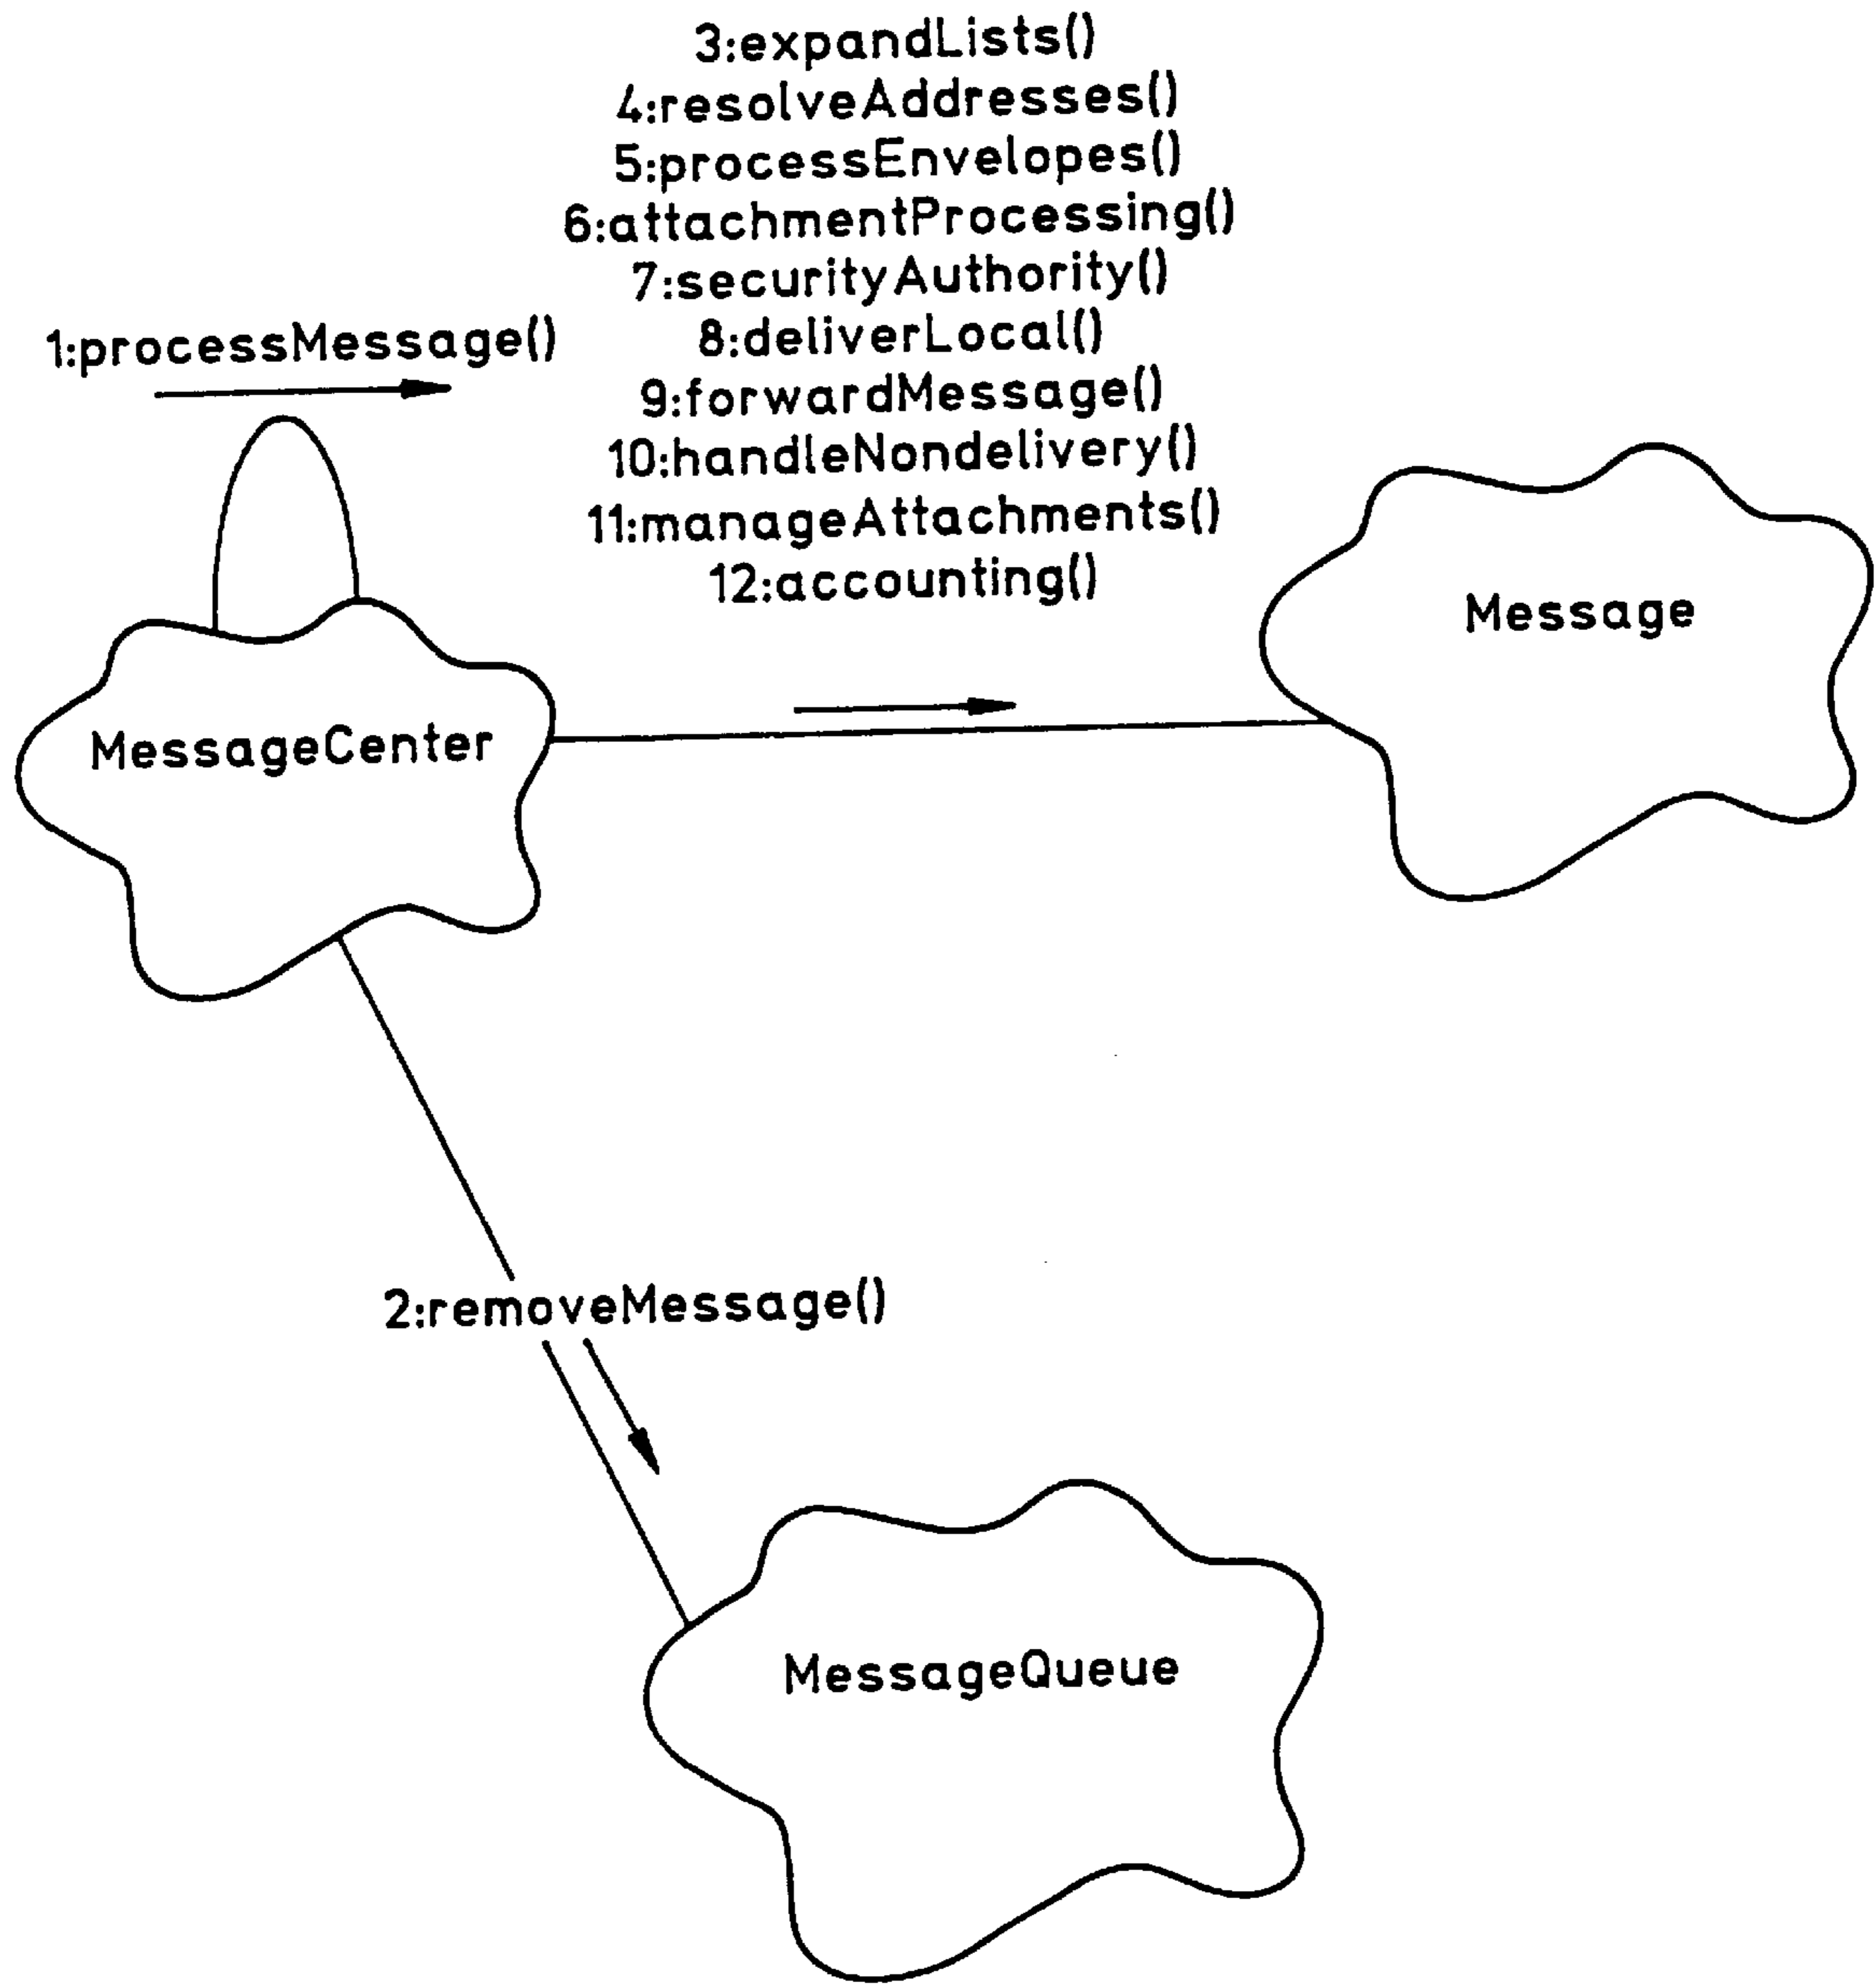 3:expandLists()
4:resolveAddresses()
5:processEnvelopes()
6:attachmentProcessing()
7:securityAuthority()
8:deliverLocal()
9:forwardMessage()
10:handleNondelivery()
11:manageAttachments()
12:accounting()
1:processMessage()
Message
MessageCenter
2:removeMessage()
MessageQueue